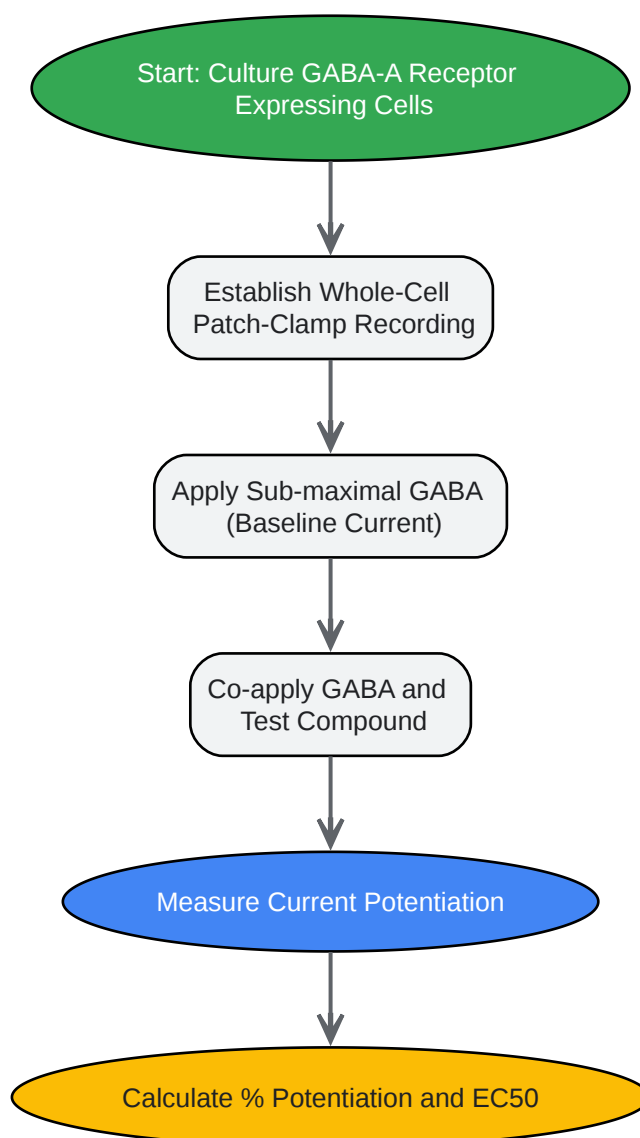 Start: Culture GABA-A Receptor
Expressing Cells
Establish Whole-Cell
Patch-Clamp Recording
Apply Sub-maximal GABA
(Baseline Current)
Co-apply GABA and
Test Compound
Measure Current Potentiation
Calculate % Potentiation and EC50